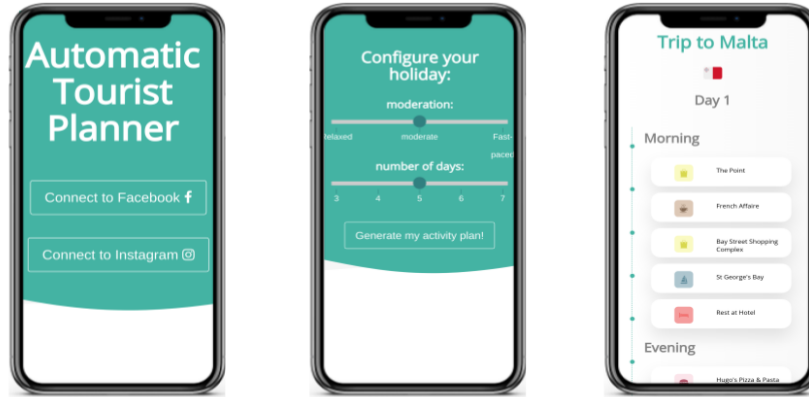 Automatic
Tourist
Planner
Connect to Facebook
Connect to Instagram
Configure your
holiday:
moderation:
relaxed moderate Fast-
paced
number of days:
3 4 5 6 7
Generate my activity plan!
Trip to Malta
Day 1
Morning
The Point
French Affaire
Bay Street Shopping
Complex
St George's Bay
Rest at Hotel
Evening
Hugo's Pizza & Pasta